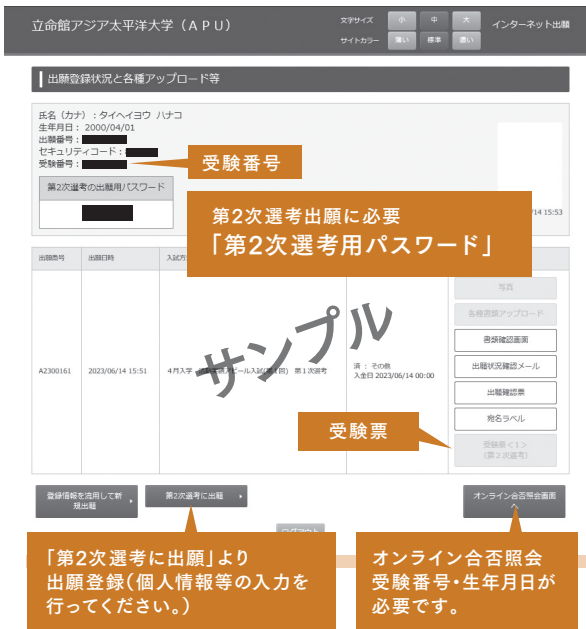 立命館アジア太平洋大学（APU）
文字サイズ 小 中 大 インターネット出願
サイトカラー 薄い 標準 濃い
出願登録状況と各種アップロード等
氏名（カナ）：タイヘイヨウ ハナコ
生年月日： 2000/04/01
出願番号：
セキュリティコード：
受験番号：
受験番号
第2次選考の出願用パスワード
第2次選考出願に必要
「第2次選考用パスワード」
/14 15:53
出願番号 出願日時 入試方
写真
各種書類アップロード
書類確認画面
出願状況確認メール
出願確認票
宛名ラベル
受験票＜1＞
（第2次選考）
A2300161 2023/06/14 15:51 4月入学 アピール入試(第1回) 第1次選考
済 ： その他
入金日 2023/06/14 00:00
サンプル
受験票
登録情報を流用して新規出願
第2次選考に出願
オンライン合否照会画面へ
「第2次選考に出願」より
出願登録(個人情報等の入力を
行ってください。)
オンライン合否照会
受験番号・生年月日が
必要です。